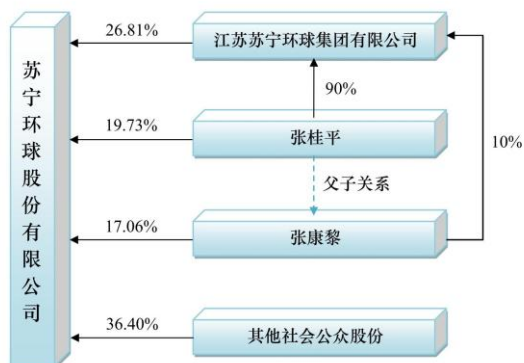 苏宁环球股份有限公司
26.81%
江苏苏宁环球集团有限公司
90%
19.73%
张桂平
10%
父子关系
17.06%
张康黎
36.40%
其他社会公众股份